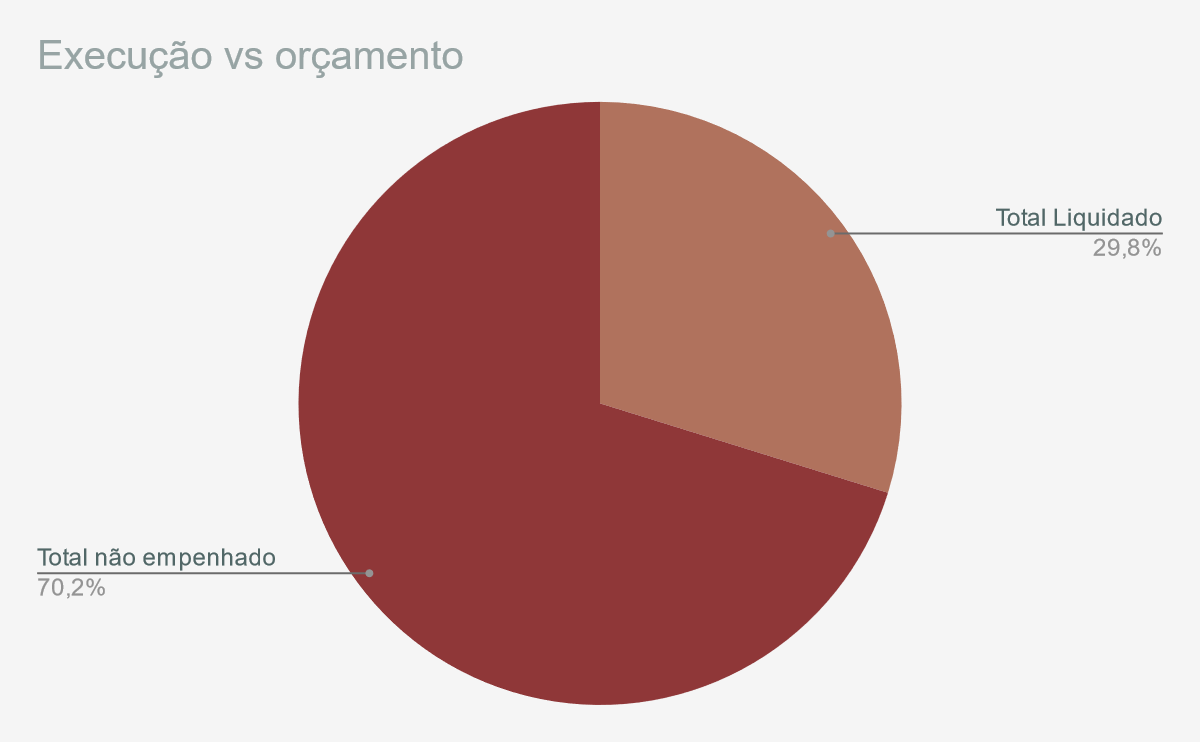 Execução vs orçamento
Total Liquidado
29,8%
Total não empenhado
70,2%